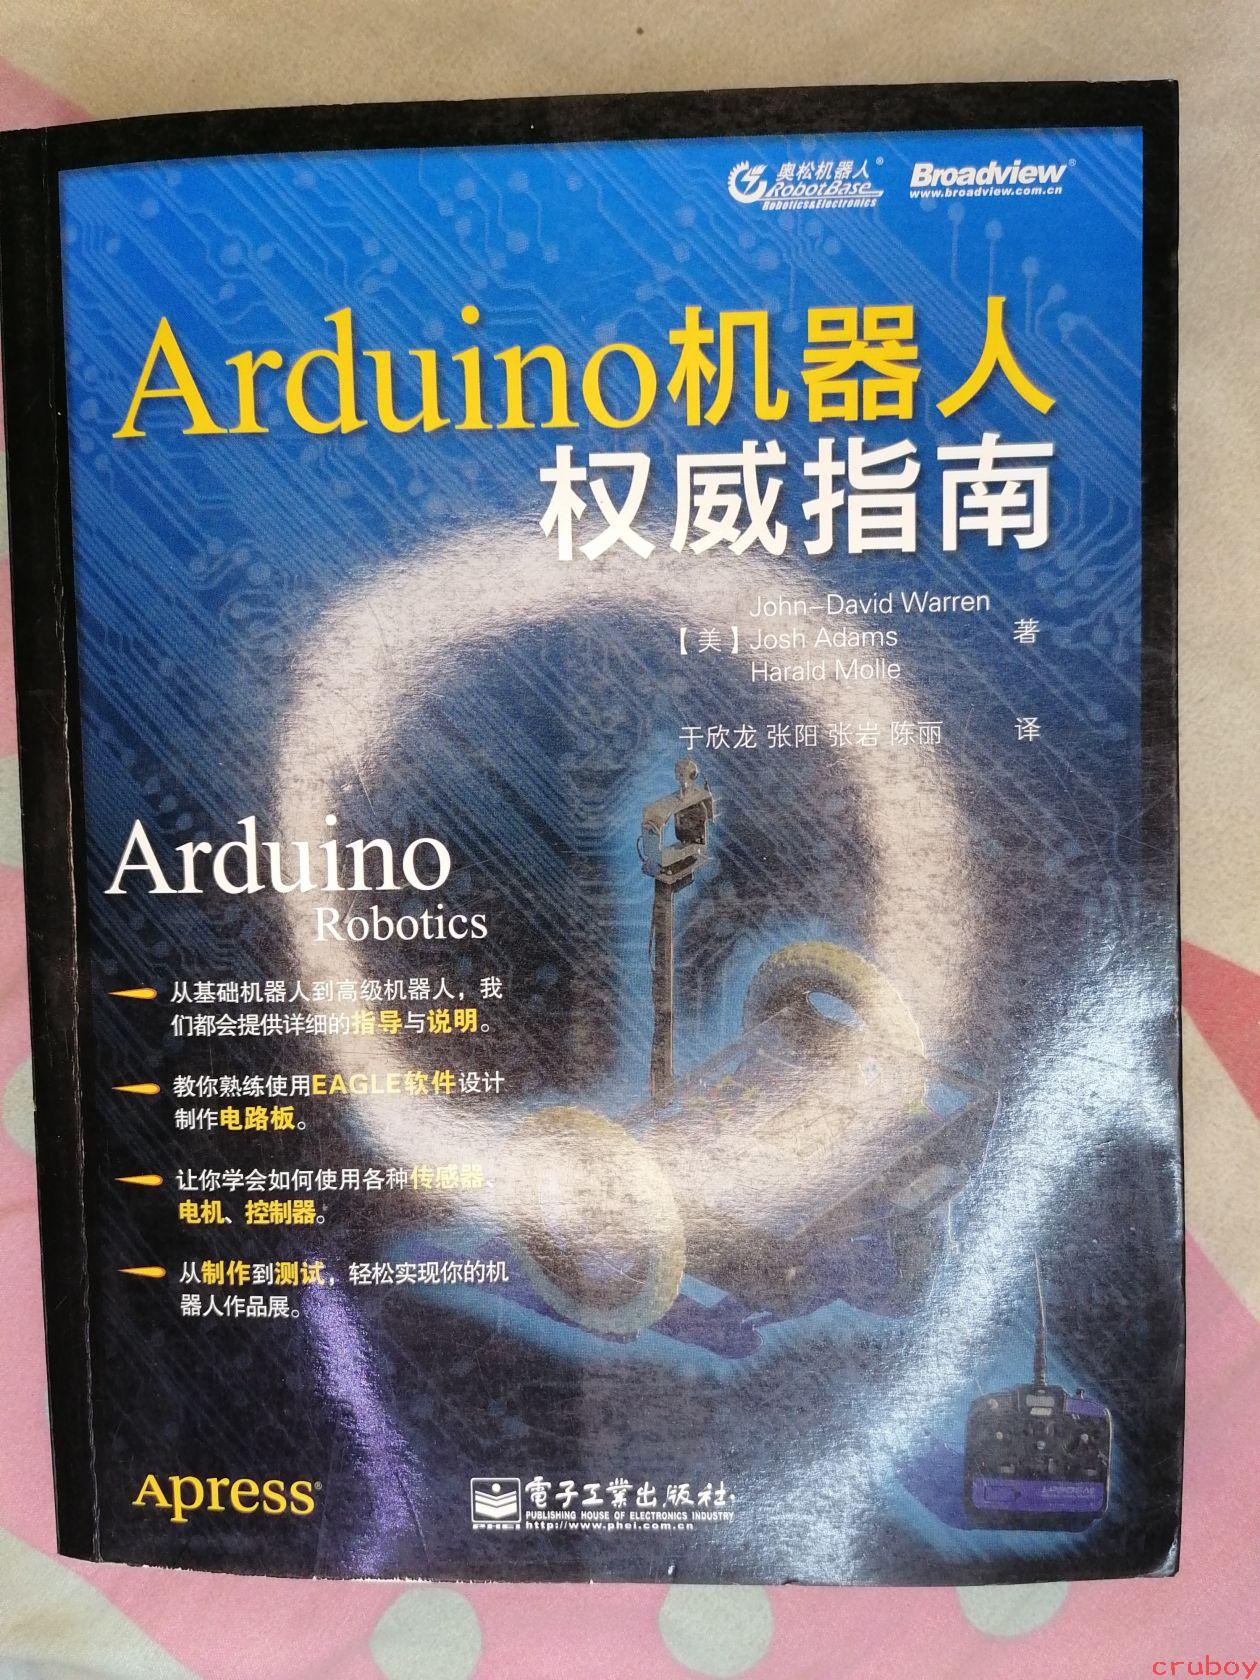 奥松机器人®
RobotBase
Robotics&Electronics
Broadview®
www.broadview.com.cn
Arduino机器人
权威指南
John-David Warren
【美】Josh Adams 著
Harald Molle
于欣龙 张阳 张岩 陈丽 译
Arduino
Robotics
从基础机器人到高级机器人，我
们都会提供详细的指导与说明。
教你熟练使用EAGLE软件设计
制作电路板。
让你学会如何使用各种传感器、
电机、控制器。
从制作到测试，轻松实现你的机
器人作品展。
Apress®
電子工業出版社·
PUBLISHING HOUSE OF ELECTRONICS INDUSTRY
PHEI http://www.phei.com.cn
cruboy